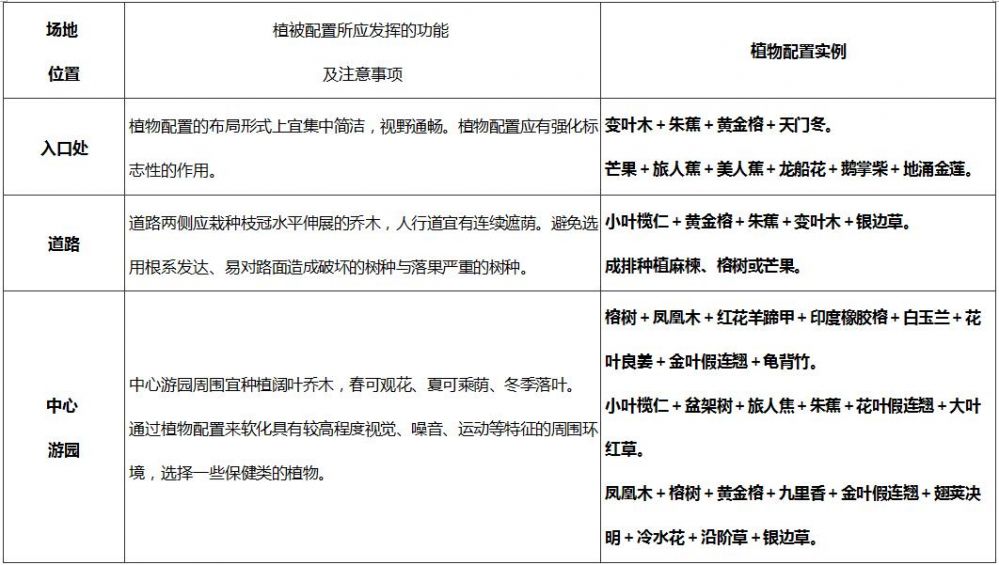 场地
位置
植被配置所应发挥的功能
及注意事项
植物配置实例
入口处
植物配置的布局形式上宜集中简洁，视野通畅。植物配置应有强化标
志性的作用。
变叶木＋朱蕉＋黄金榕＋天门冬。
芒果＋旅人蕉＋美人蕉＋龙船花＋鹅掌柴＋地涌金莲。
道路
道路两侧应栽种枝冠水平伸展的乔木，人行道宜有连续遮荫。避免选
用根系发达、易对路面造成破坏的树种与落果严重的树种。
小叶榄仁＋黄金榕＋朱蕉＋变叶木＋银边草。
成排种植麻楝、榕树或芒果。
中心
游园
中心游园周围宜种植阔叶乔木，春可观花、夏可乘荫、冬季落叶。
通过植物配置来软化具有较高程度视觉、噪音、运动等特征的周围环
境，选择一些保健类的植物。
榕树＋凤凰木＋红花羊蹄甲＋印度橡胶榕＋白玉兰＋花
叶良姜＋金叶假连翘＋龟背竹。
小叶榄仁＋盆架树＋旅人焦＋朱蕉＋花叶假连翘＋大叶
红草。
凤凰木＋榕树＋黄金榕＋九里香＋金叶假连翘＋翅荚决
明＋冷水花＋沿阶草＋银边草。